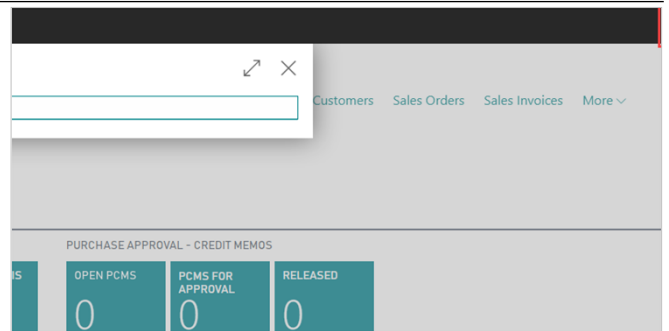 Customers Sales Orders Sales Invoices More
PURCHASE APPROVAL - CREDIT MEMOS
IS OPEN PCMS PCMS FOR APPROVAL RELEASED
0 0 0